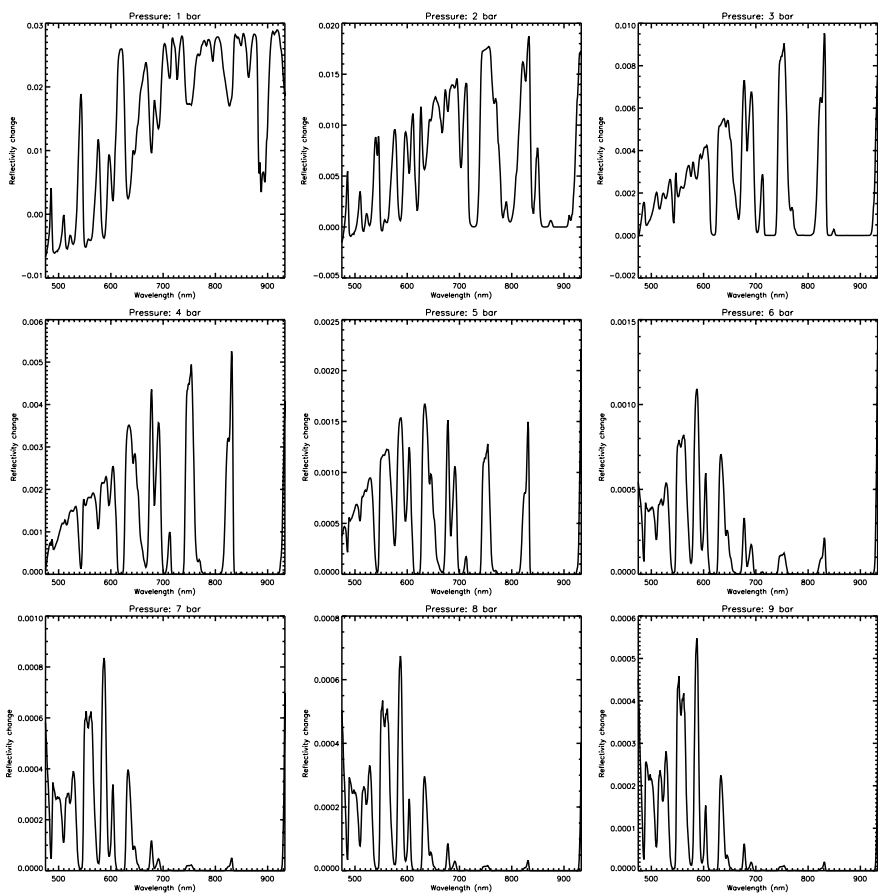 Pressure: 1 bar
Reflectivity change
0.03
0.02
0.01
0.00
−0.01
500 600 700 800 900
Wavelength (nm)
Pressure: 2 bar
Reflectivity change
0.020
0.015
0.010
0.005
0.000
−0.005
500 600 700 800 900
Wavelength (nm)
Pressure: 3 bar
Reflectivity change
0.010
0.008
0.006
0.004
0.002
0.000
−0.002
500 600 700 800 900
Wavelength (nm)
Pressure: 4 bar
Reflectivity change
0.006
0.005
0.004
0.003
0.002
0.001
0.000
500 600 700 800 900
Wavelength (nm)
Pressure: 5 bar
Reflectivity change
0.0025
0.0020
0.0015
0.0010
0.0005
0.0000
500 600 700 800 900
Wavelength (nm)
Pressure: 6 bar
Reflectivity change
0.0015
0.0010
0.0005
0.0000
500 600 700 800 900
Wavelength (nm)
Pressure: 7 bar
Reflectivity change
0.0010
0.0008
0.0006
0.0004
0.0002
0.0000
500 600 700 800 900
Wavelength (nm)
Pressure: 8 bar
Reflectivity change
0.0008
0.0006
0.0004
0.0002
0.0000
500 600 700 800 900
Wavelength (nm)
Pressure: 9 bar
Reflectivity change
0.0006
0.0005
0.0004
0.0003
0.0002
0.0001
0.0000
500 600 700 800 900
Wavelength (nm)